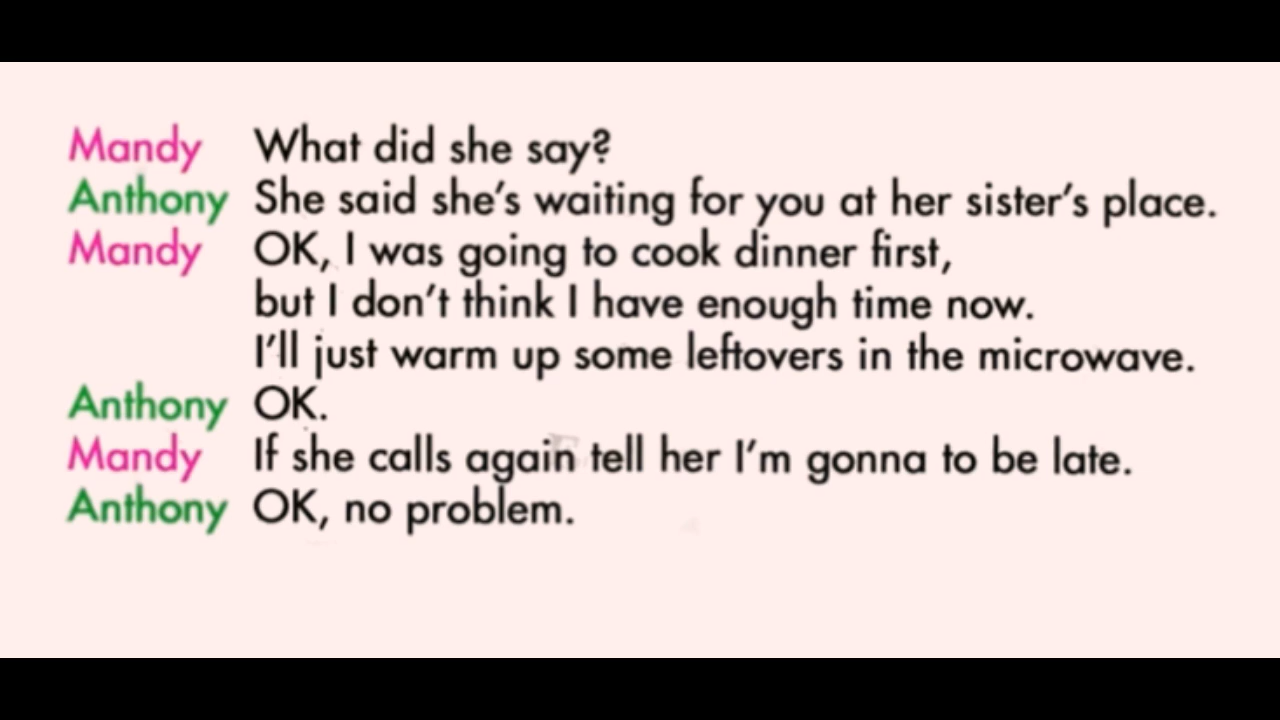 Mandy What did she say?
Anthony She said she's waiting for you at her sister's place.
Mandy OK, I was going to cook dinner first,
but I don't think I have enough time now.
I'll just warm up some leftovers in the microwave.
Anthony OK.
Mandy If she calls again tell her I'm gonna to be late.
Anthony OK, no problem.